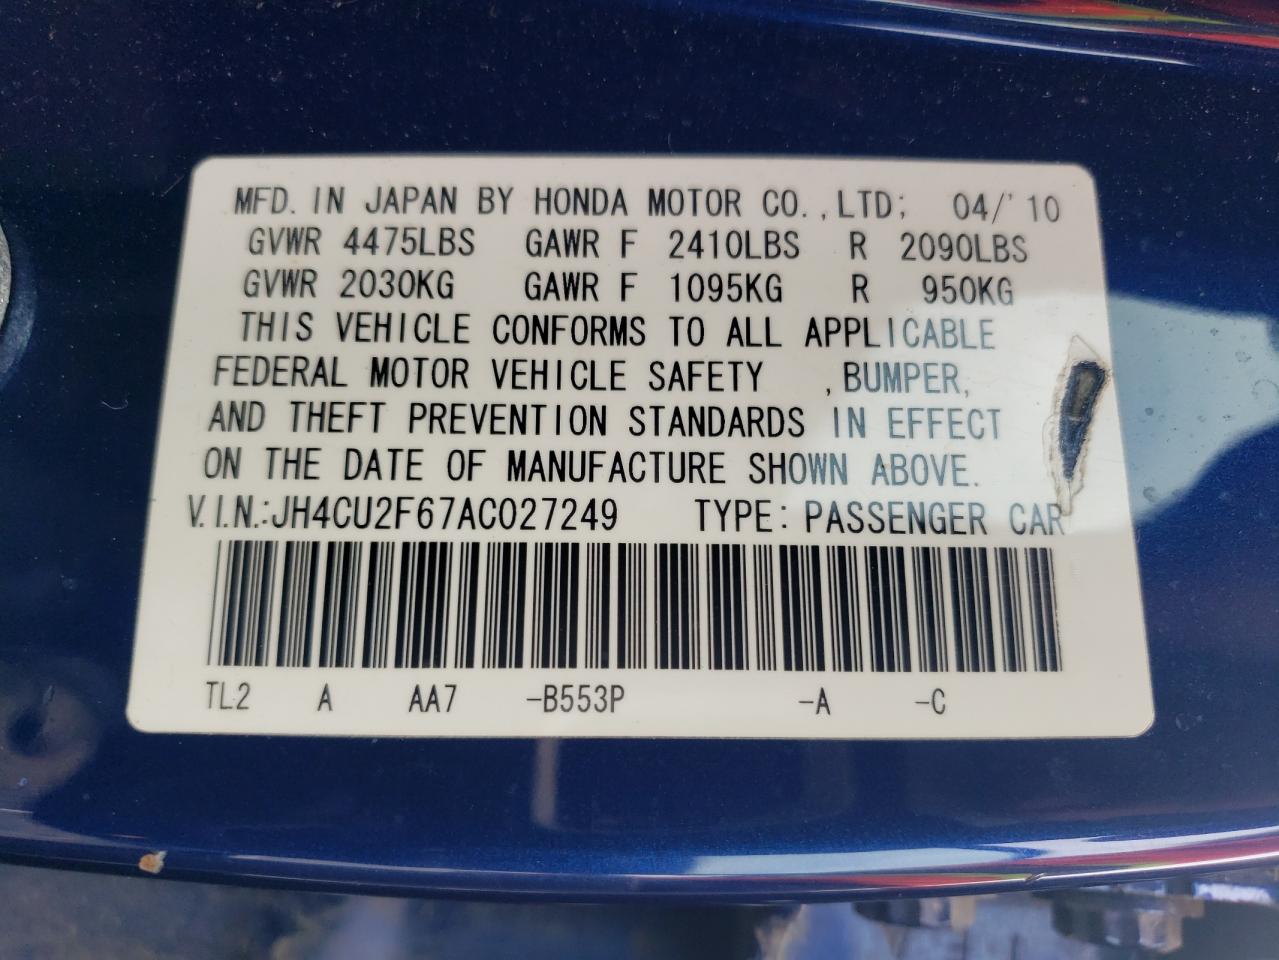 MFD. IN JAPAN BY HONDA MOTOR CO., LTD; 04/'10
GVWR 4475LBS GAWR F 2410LBS R 2090LBS
GVWR 2030KG GAWR F 1095KG R 950KG
THIS VEHICLE CONFORMS TO ALL APPLICABLE
FEDERAL MOTOR VEHICLE SAFETY , BUMPER,
AND THEFT PREVENTION STANDARDS IN EFFECT
ON THE DATE OF MANUFACTURE SHOWN ABOVE.
V.I.N.:JH4CU2F67AC027249 TYPE: PASSENGER CAR
TL2 A AA7 -B553P -A -C